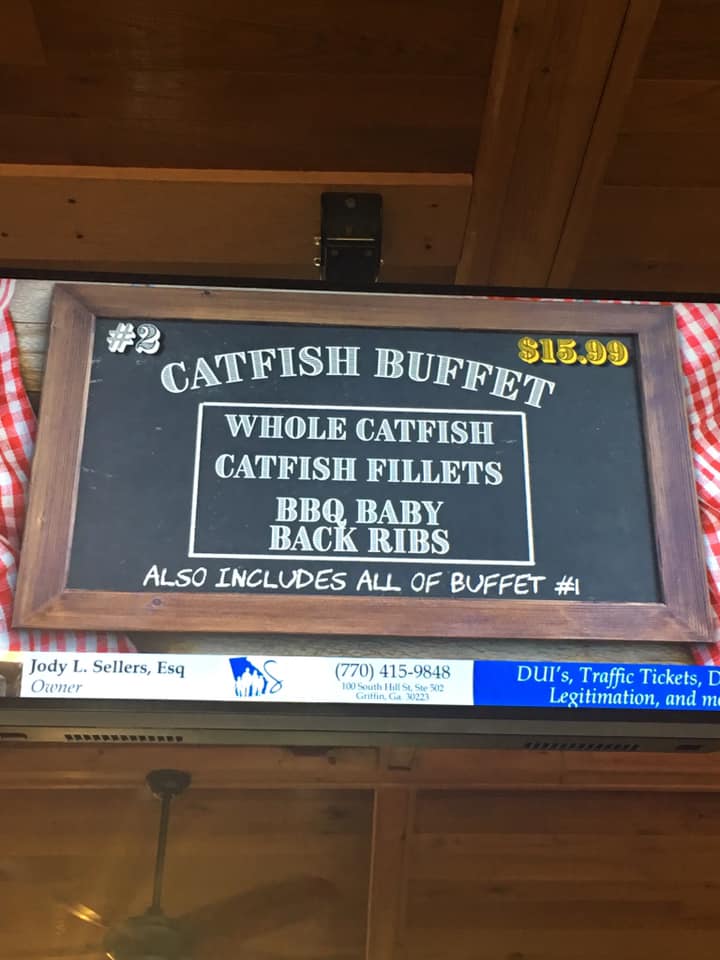 #2
$15.99
CATFISH BUFFET
WHOLE CATFISH
CATFISH FILLETS
BBQ BABY
BACK RIBS
ALSO INCLUDES ALL OF BUFFET #1
Jody L. Sellers, Esq
Owner
(770) 415-9848
100 South Hill St, Ste 502
Griffin, Ga 30223
DUI's, Traffic Tickets, D
Legitimation, and m